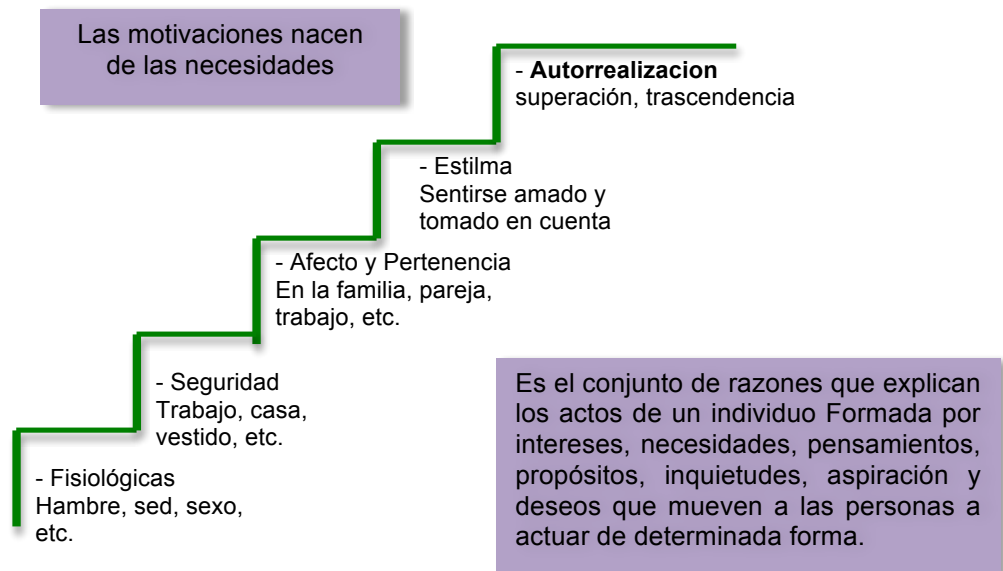 Las motivaciones nacen
de las necesidades
- Autorrealizacion
superación, trascendencia
- Estilma
Sentirse amado y
tomado en cuenta
- Afecto y Pertenencia
En la familia, pareja,
trabajo, etc.
- Seguridad
Trabajo, casa,
vestido, etc.
- Fisiológicas
Hambre, sed, sexo,
etc.
Es el conjunto de razones que explican
los actos de un individuo Formada por
intereses, necesidades, pensamientos,
propósitos, inquietudes, aspiración y
deseos que mueven a las personas a
actuar de determinada forma.